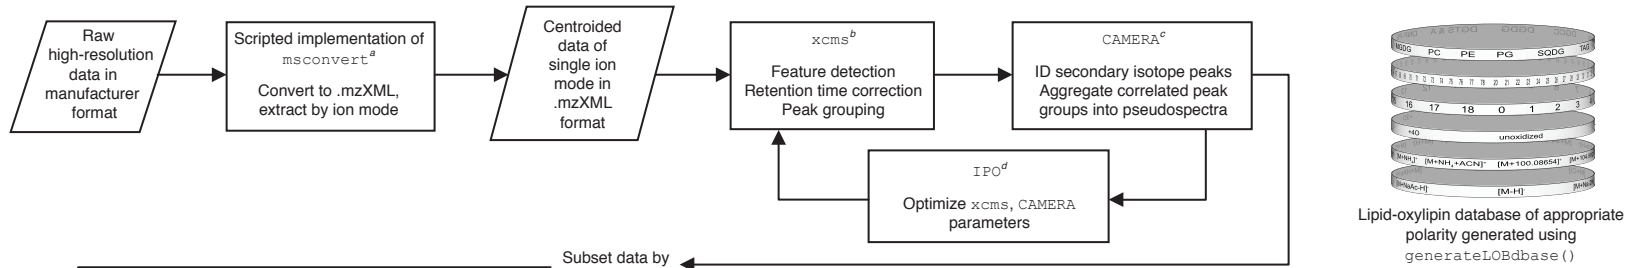 Raw
high-resolution
data in
manufacturer
format
Scripted implementation of
msconvert^a
Convert to .mzXML,
extract by ion mode
Centroided
data of
single ion
mode in
.mzXML
format
xcms^b
Feature detection
Retention time correction
Peak grouping
CAMERA^c
ID secondary isotope peaks
Aggregate correlated peak
groups into pseudospectra
IPO^d
Optimize xcms, CAMERA
parameters
Subset data by
MGDG PC PE PG SQDG TAG
16 17 18 0 1 2 3
+40 unoxidized
[M+NH₄]⁺ [M+NH₄+ACN]⁺ [M+100.08654]⁺
[M-H]⁻
Lipid-oxylipin database of appropriate
polarity generated using
generateLOBdbase()